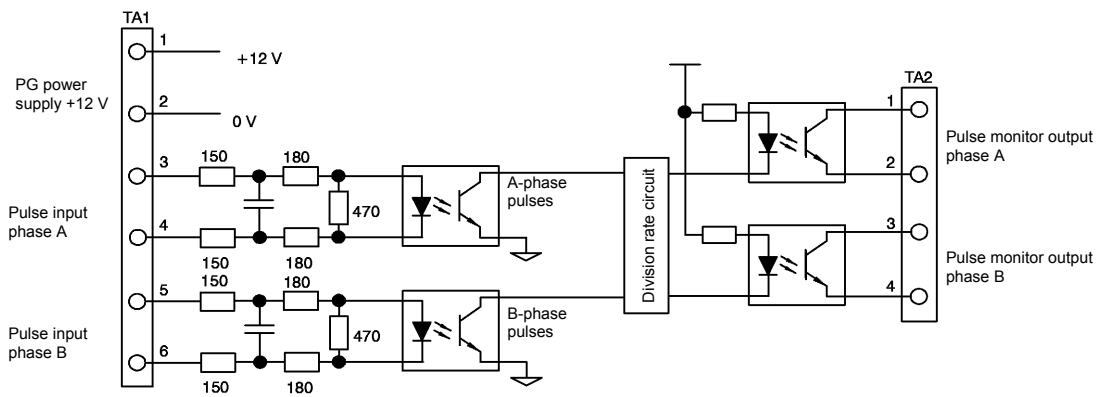 TA1
1
+12 V
PG power
supply +12 V
2
0 V
3
150
180
470
4
150
180
Pulse input
phase A
A-phase
pulses
5
150
180
470
6
150
180
Pulse input
phase B
B-phase
pulses
Division rate circuit
TA2
1
Pulse monitor output
phase A
2
3
Pulse monitor output
phase B
4